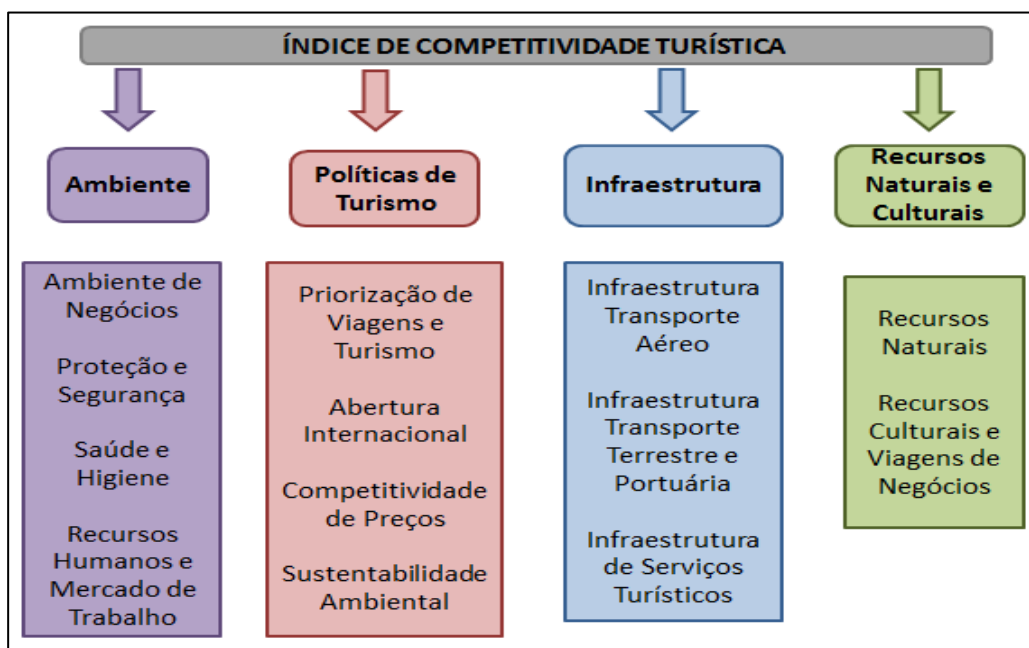 ÍNDICE DE COMPETITIVIDADE TURÍSTICA
Ambiente
Ambiente de
Negócios
Proteção e
Segurança
Saúde e
Higiene
Recursos
Humanos e
Mercado de
Trabalho
Políticas de
Turismo
Priorização de
Viagens e
Turismo
Abertura
Internacional
Competitividade
de Preços
Sustentabilidade
Ambiental
Infraestrutura
Infraestrutura
Transporte
Aéreo
Infraestrutura
Transporte
Terrestre e
Portuária
Infraestrutura
de Serviços
Turísticos
Recursos
Naturais e
Culturais
Recursos
Naturais
Recursos
Culturais e
Viagens de
Negócios